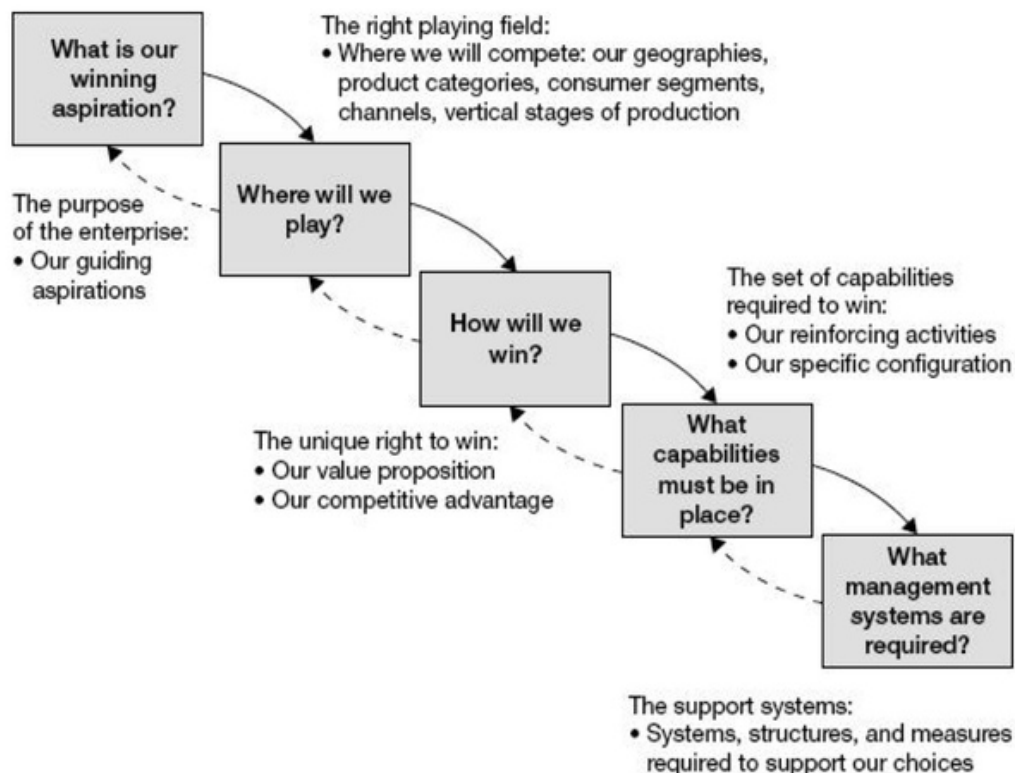 What is our
winning
aspiration?
The right playing field:
• Where we will compete: our geographies,
product categories, consumer segments,
channels, vertical stages of production
The purpose
of the enterprise:
• Our guiding
aspirations
Where will we
play?
How will we
win?
The set of capabilities
required to win:
• Our reinforcing activities
• Our specific configuration
The unique right to win:
• Our value proposition
• Our competitive advantage
What
capabilities
must be in
place?
What
management
systems are
required?
The support systems:
• Systems, structures, and measures
required to support our choices